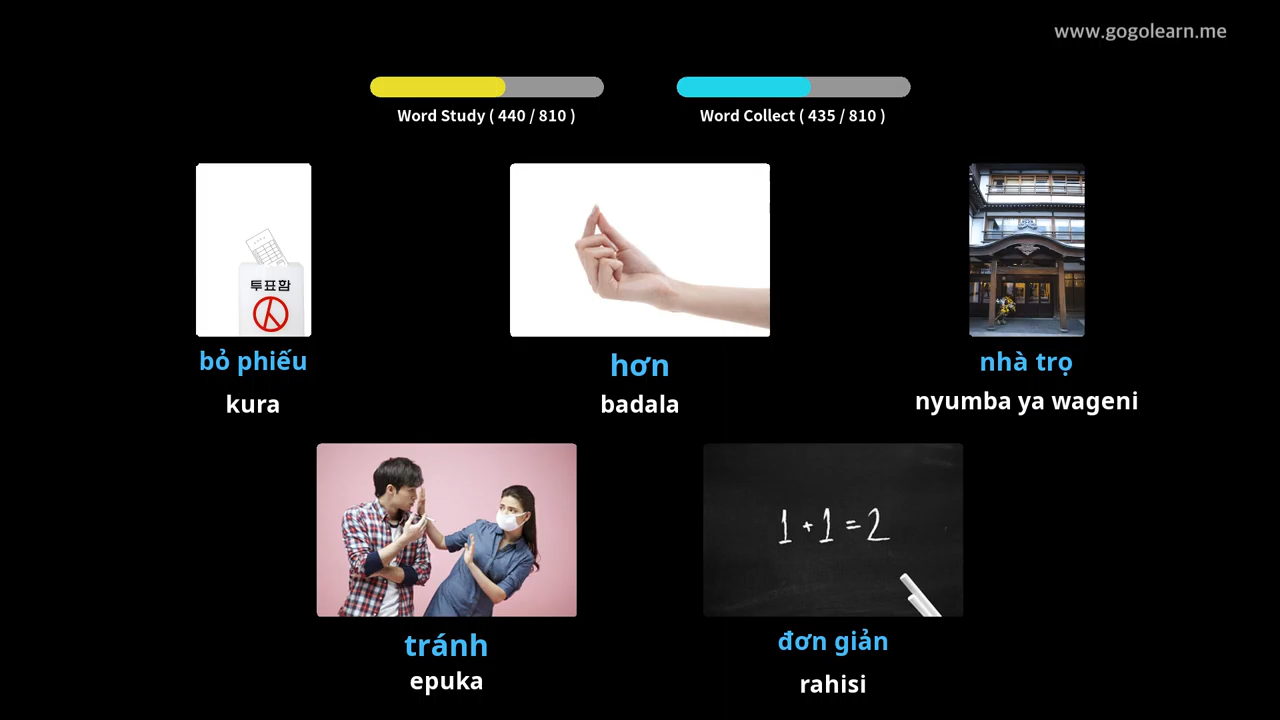 www.gogolearn.me
Word Study ( 440 / 810 )
Word Collect ( 435 / 810 )
투표함
bỏ phiếu
kura
hơn
badala
nhà trọ
nyumba ya wageni
1 + 1 = 2
tránh
epuka
đơn giản
rahisi